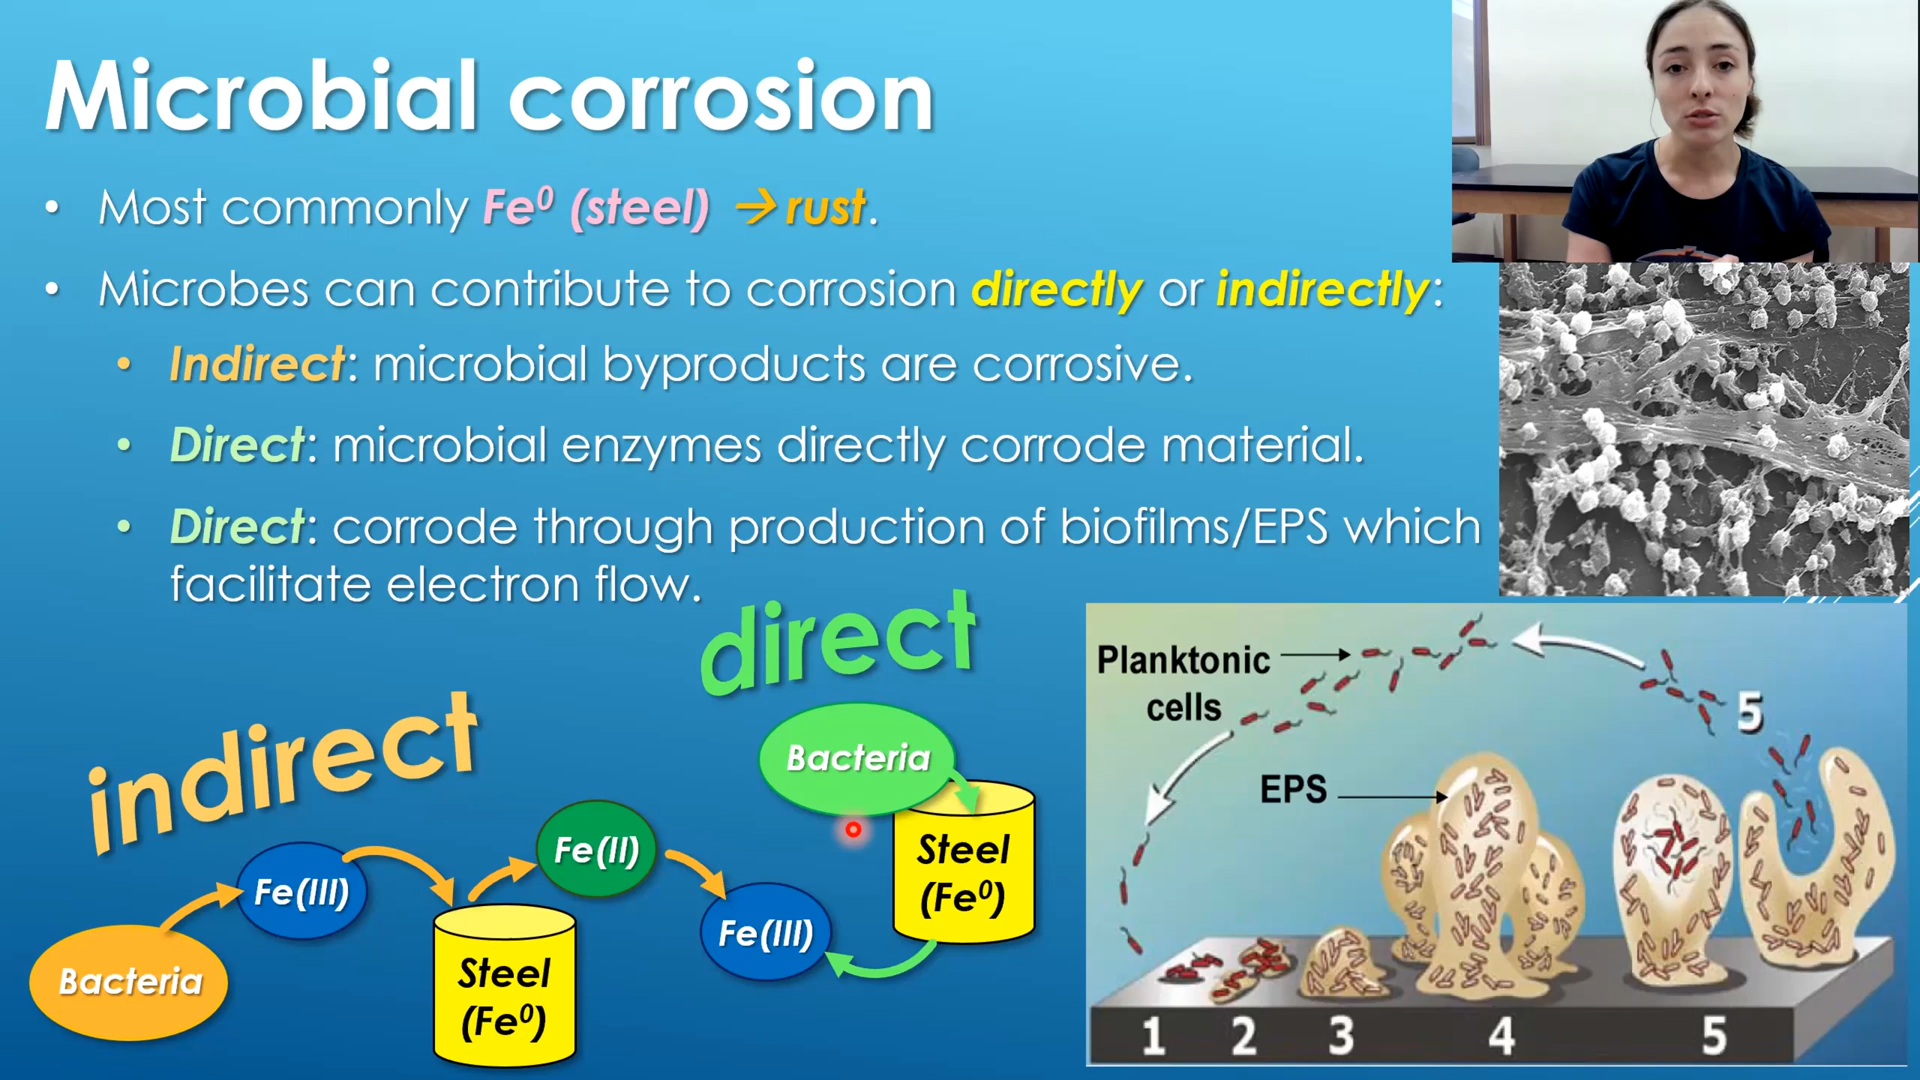 Microbial corrosion
• Most commonly Fe⁰ (steel) → rust.
• Microbes can contribute to corrosion directly or indirectly:
• Indirect: microbial byproducts are corrosive.
• Direct: microbial enzymes directly corrode material.
• Direct: corrode through production of biofilms/EPS which
facilitate electron flow.
indirect
Bacteria
Fe(III)
Steel
(Fe⁰)
Fe(II)
Fe(III)
direct
Bacteria
Steel
(Fe⁰)
Planktonic
cells
5
EPS
1 2 3 4 5